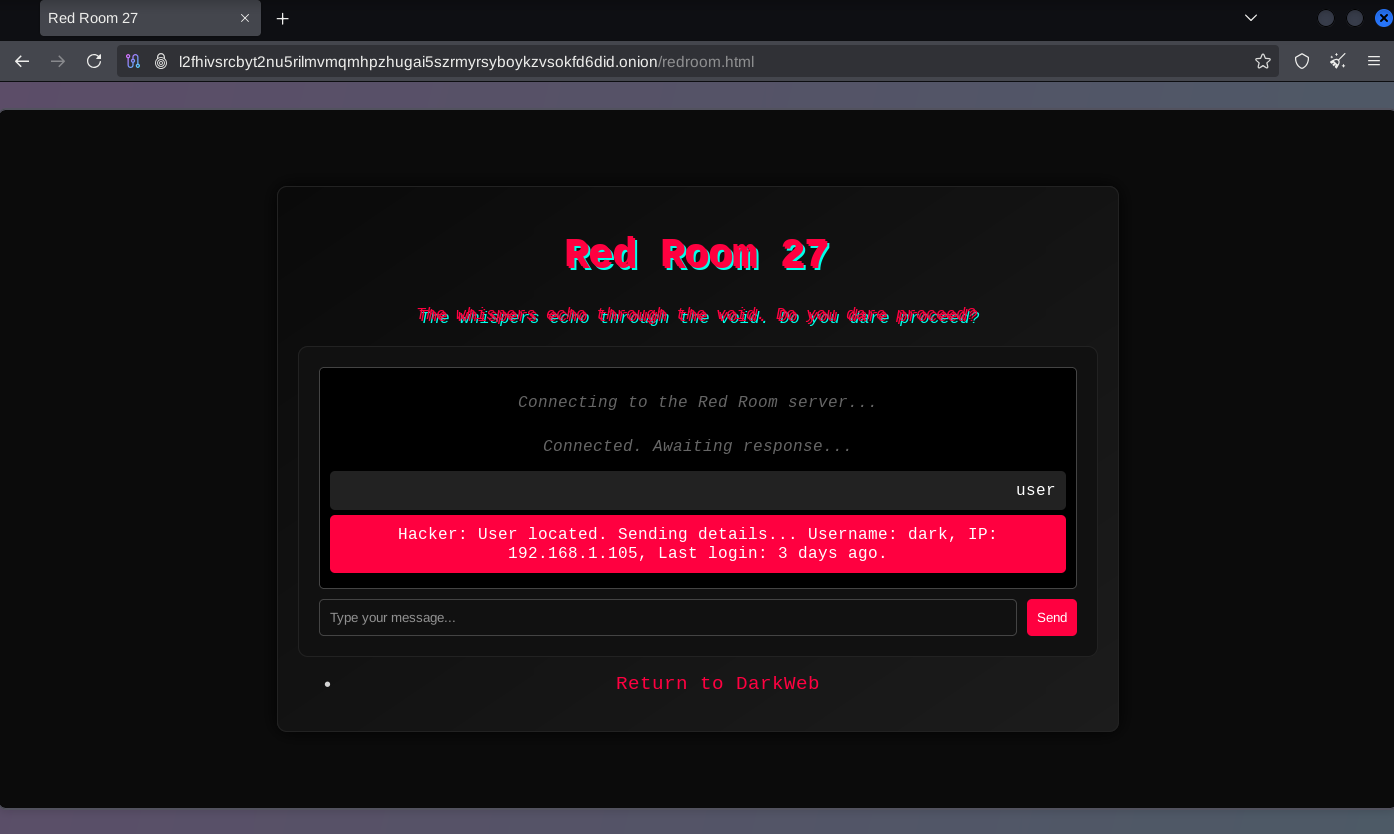 Red Room 27
l2fhivsrcbyt2nu5rilmvmqmhpzhugai5szrmyrsyboykzvsokfd6did.onion/redroom.html
Red Room 27
The whispers echo through the void. Do you dare proceed?
Connecting to the Red Room server...
Connected. Awaiting response...
user
Hacker: User located. Sending details... Username: dark, IP:
192.168.1.105, Last login: 3 days ago.
Type your message...
Send
Return to DarkWeb